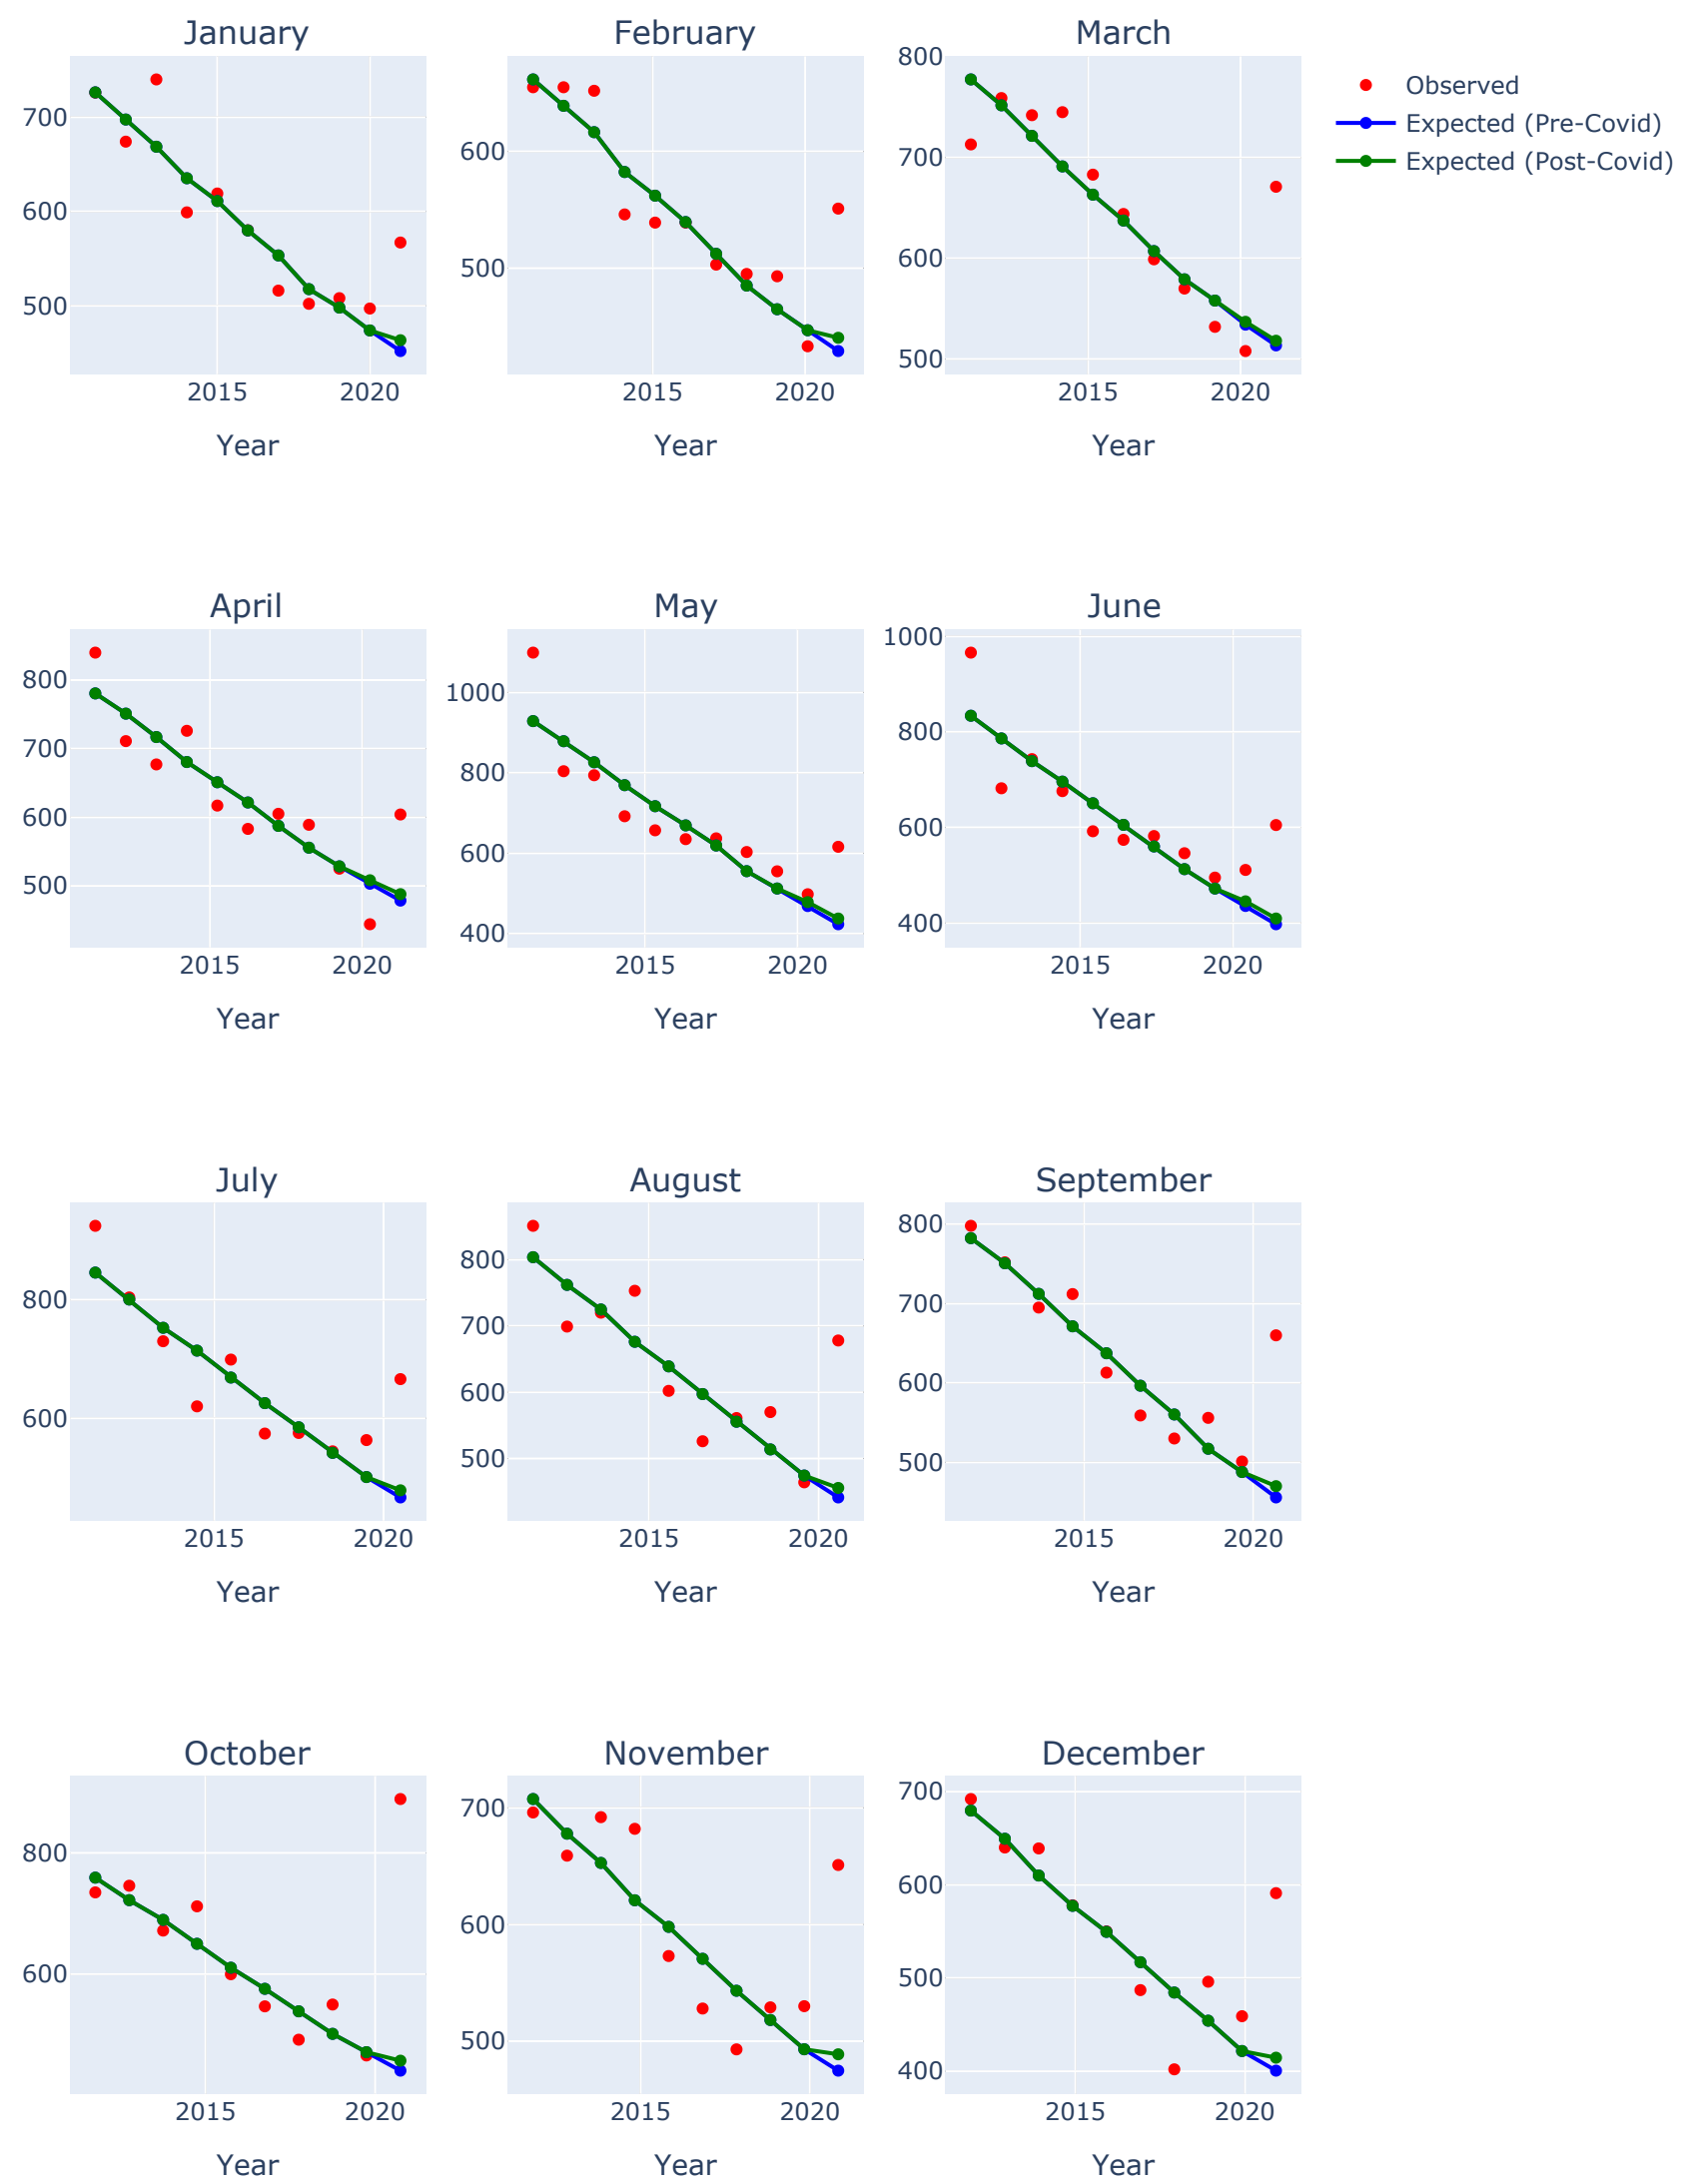 January
February
March
700
600
500
2015
2020
Year
600
500
2015
2020
Year
800
700
600
500
2015
2020
Year
Observed
Expected (Pre-Covid)
Expected (Post-Covid)
April
May
June
800
700
600
500
2015
2020
Year
1000
800
600
400
2015
2020
Year
1000
800
600
400
2015
2020
Year
July
August
September
800
600
2015
2020
Year
800
700
600
500
2015
2020
Year
800
700
600
500
2015
2020
Year
October
November
December
800
600
2015
2020
Year
700
600
500
2015
2020
Year
700
600
500
400
2015
2020
Year